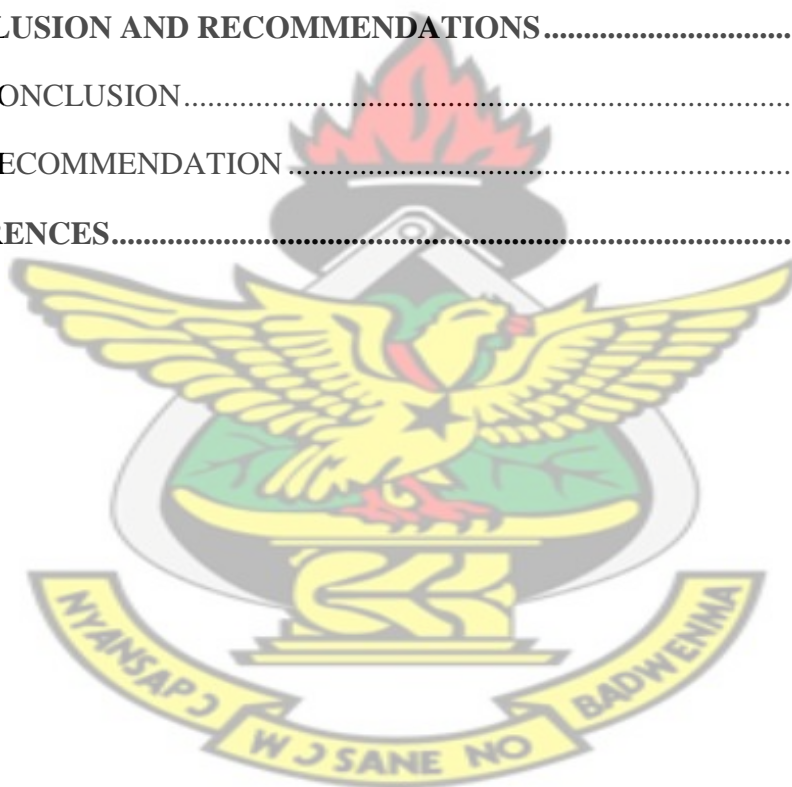 LUSION AND RECOMMENDATIONS........................................
ONCLUSION........................................................................
ECOMMENDATION ..........................................................
RENCES................................................................................
NYANSAPƆ
WƆSANE NO
BADWENMA